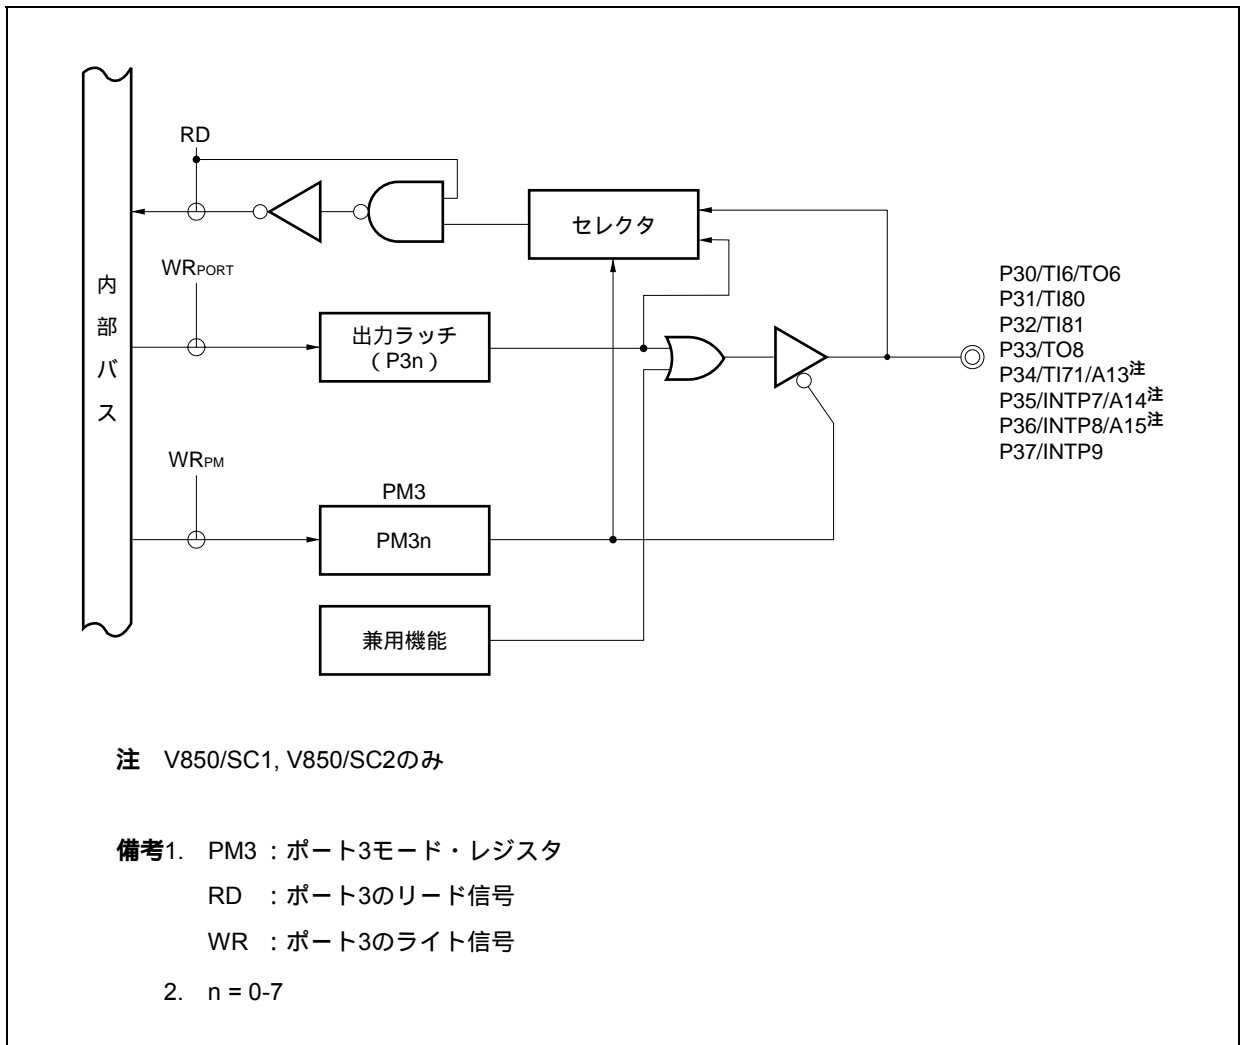 RD
セレクタ
WRPORT
内部バス
出力ラッチ
（P3n）
P30/TI6/TO6
P31/TI80
P32/TI81
P33/TO8
P34/TI71/A13注
P35/INTP7/A14注
P36/INTP8/A15注
P37/INTP9
WRPM
PM3
PM3n
兼用機能
注 V850/SC1, V850/SC2のみ
備考1. PM3 ：ポート3モード・レジスタ
RD ：ポート3のリード信号
WR ：ポート3のライト信号
2. n = 0-7